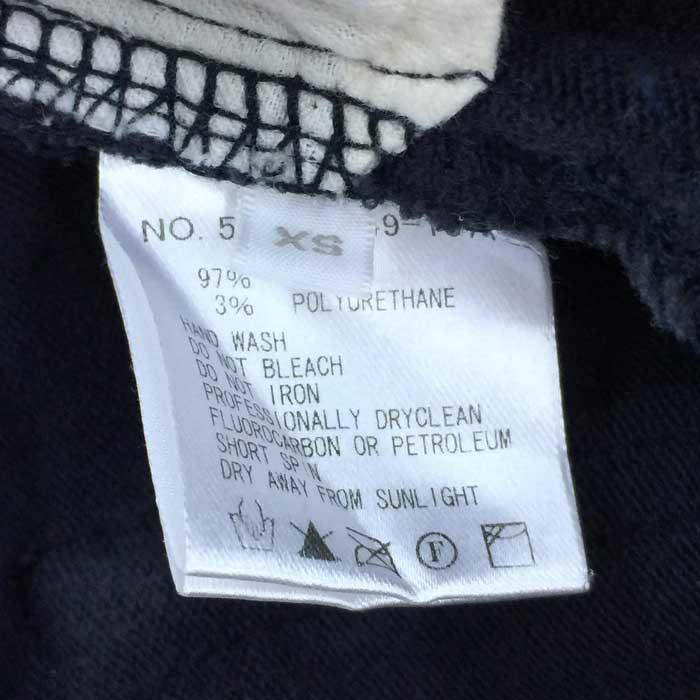 NO. 5
XS
97%
3% POLYURETHANE
HAND WASH
DO NOT BLEACH
DO NOT IRON
PROFESSIONALLY DRYCLEAN
FLUOROCARBON OR PETROLEUM
SHORT SPIN
DRY AWAY FROM SUNLIGHT
F